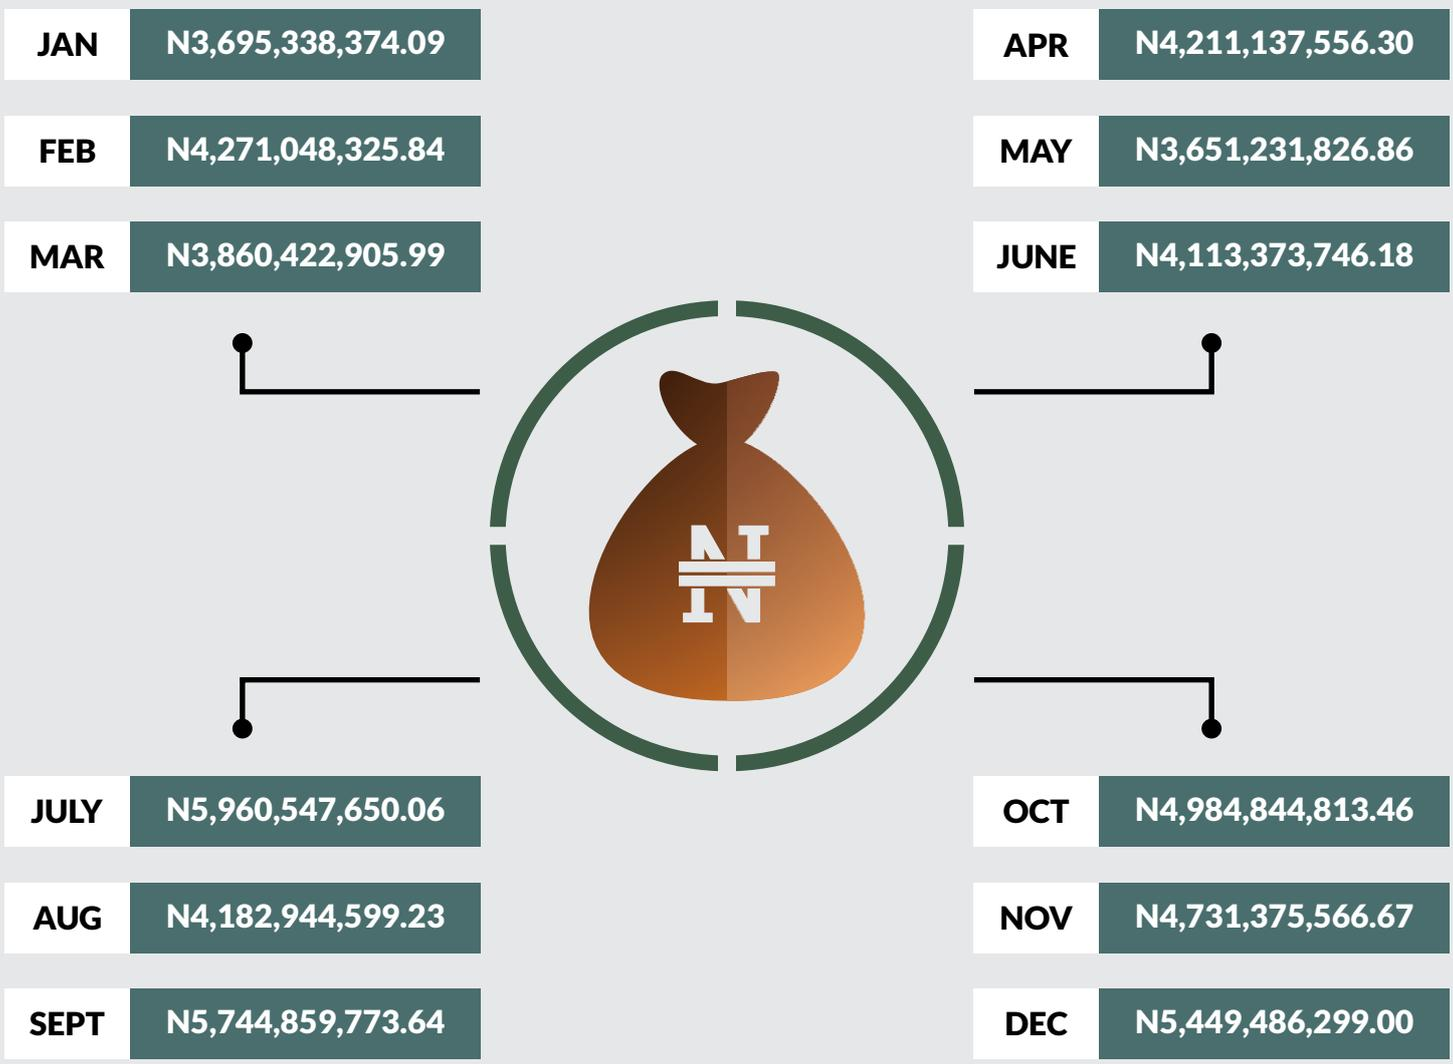 JAN N3,695,338,374.09
FEB N4,271,048,325.84
MAR N3,860,422,905.99
APR N4,211,137,556.30
MAY N3,651,231,826.86
JUNE N4,113,373,746.18
₦
JULY N5,960,547,650.06
AUG N4,182,944,599.23
SEPT N5,744,859,773.64
OCT N4,984,844,813.46
NOV N4,731,375,566.67
DEC N5,449,486,299.00